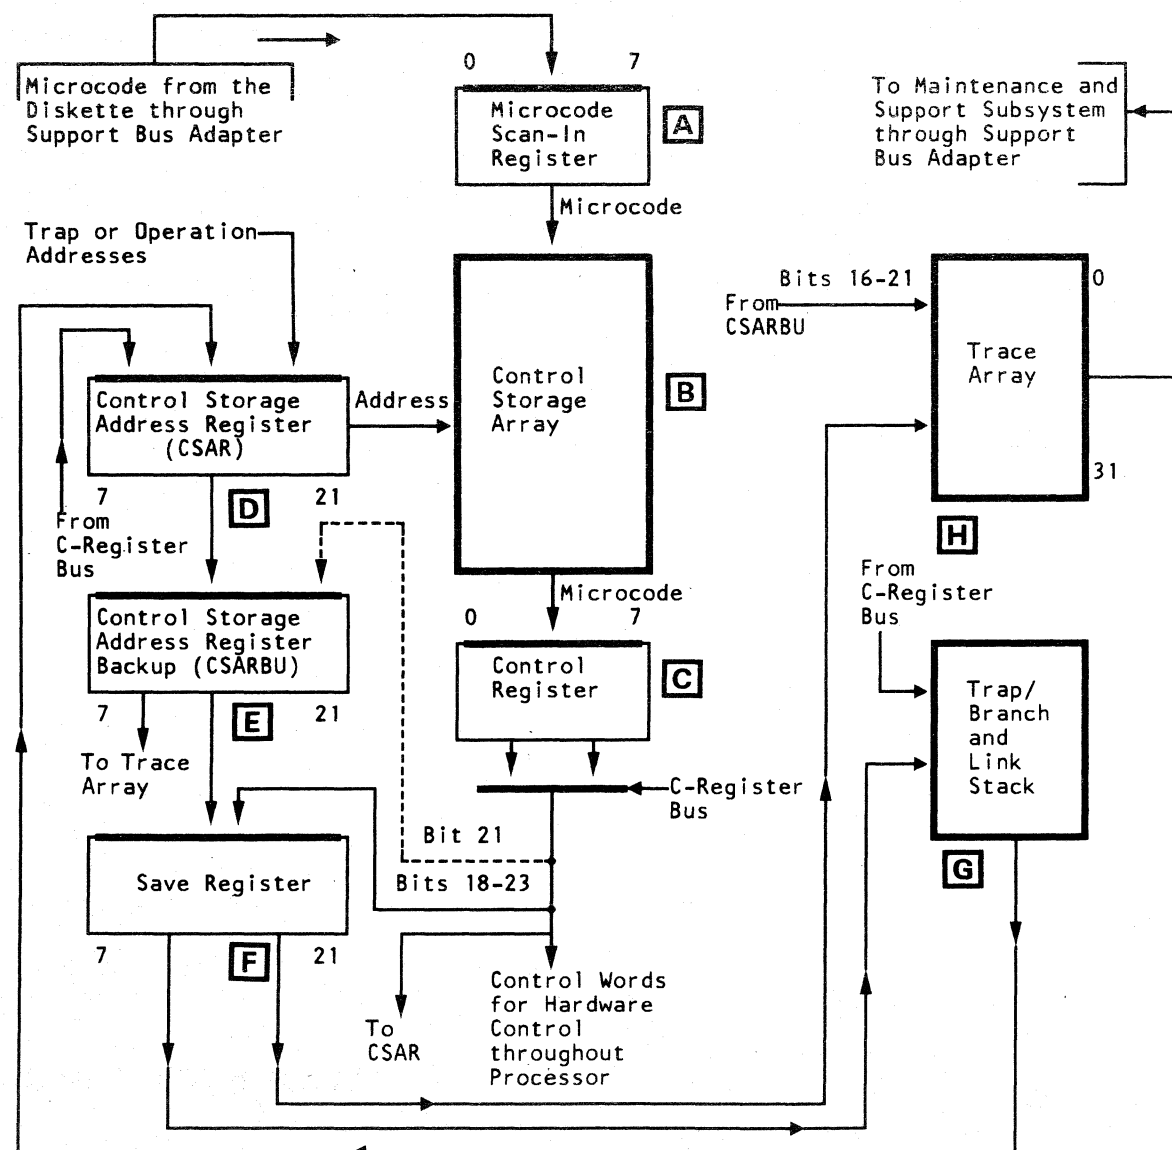 0 7
Microcode from the
Diskette through
Support Bus Adapter
Microcode
Scan-In
Register
A
To Maintenance and
Support Subsystem
through Support
Bus Adapter
Microcode
Trap or Operation
Addresses
Bits 16-21
From
CSARBU
0
Trace
Array
31
H
Control Storage
Address Register
(CSAR)
7 21
D
Address
Control
Storage
Array
B
From
C-Register
Bus
Microcode
0 7
Control Storage
Address Register
Backup (CSARBU)
7 21
E
Control
Register
C
From
C-Register
Bus
Trap/
Branch
and
Link
Stack
G
To Trace
Array
C-Register
Bus
Bit 21
Bits 18-23
Save Register
7 21
F
To
CSAR
Control Words
for Hardware
Control
throughout
Processor